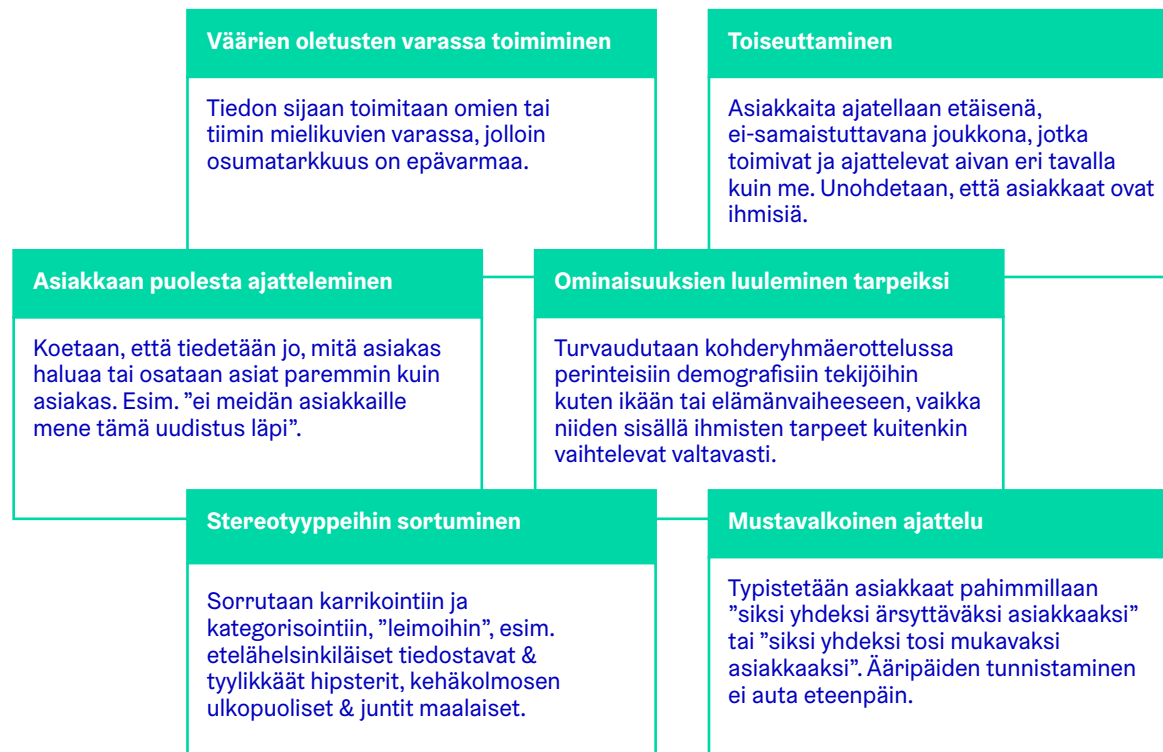 Väärien oletusten varassa toimiminen
Tiedon sijaan toimitaan omien tai
tiimin mielikuvien varassa, jolloin
osumatarkkuus on epävarmaa.
Toiseuttaminen
Asiakkaita ajatellaan etäisenä,
ei-samaistuttavana joukkona, jotka
toimivat ja ajattelevat aivan eri tavalla
kuin me. Unohdetaan, että asiakkaat ovat
ihmisiä.
Asiakkaan puolesta ajatteleminen
Koetaan, että tiedetään jo, mitä asiakas
haluaa tai osataan asiat paremmin kuin
asiakas. Esim. ”ei meidän asiakkaille
mene tämä uudistus läpi”.
Ominaisuuksien luuleminen tarpeiksi
Turvaudutaan kohderyhmäerottelussa
perinteisiin demografisiin tekijöihin
kuten ikään tai elämänvaiheeseen, vaikka
niiden sisällä ihmisten tarpeet kuitenkin
vaihtelevat valtavasti.
Stereotyyppeihin sortuminen
Sorrutaan karrikointiin ja
kategorisointiin, ”leimoihin”, esim.
etelähelsinkiläiset tiedostavat &
tyylikkäät hipsterit, kehäkolmosen
ulkopuoliset & juntit maalaiset.
Mustavalkoinen ajattelu
Typistetään asiakkaat pahimmillaan
”siksi yhdeksi ärsyttäväksi asiakkaaksi”
tai ”siksi yhdeksi tosi mukavaksi
asiakkaaksi”. Ääripäiden tunnistaminen
ei auta eteenpäin.